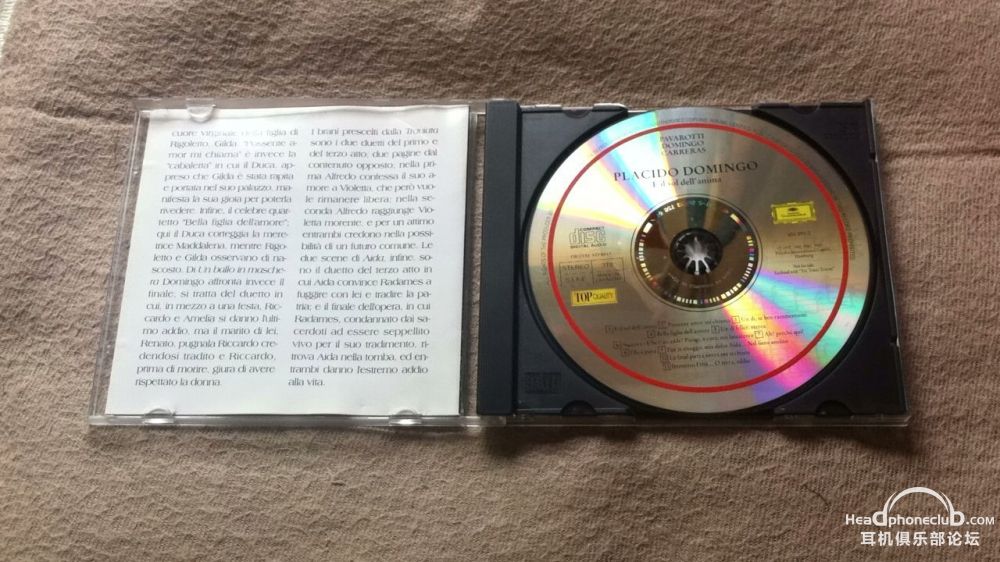 cuore virginale della figlia di
Rigoletto, Gilda. "Possente a-
mor mi chiama" è invece la
"cabaletta" in cui il Duca, ap-
preso che Gilda è stata rapita
e portata nel suo palazzo, ma-
nifesta la sua gioia per poterla
rivedere. Infine, il celebre quar-
tetto "Bella figlia dell'amore";
qui il Duca corteggia la mere-
trice Maddalena, mentre Rigo-
letto e Gilda osservano di na-
scosto. Di Un ballo in masche-
ra Domingo affronta invece il
finale; si tratta del duetto in
cui, in mezzo a una festa, Ric-
cardo e Amelia si danno l'ulti-
mo addio, ma il marito di lei,
Renato, pugnala Riccardo cre-
dendosi tradito e Riccardo,
prima di morire, giura di avere
rispettato la donna.
I brani prescelti dalla Traviata
sono i due duetti del primo e
del terzo atto; due pagine dal
contenuto opposto; nella pri-
ma Alfredo confessa il suo a-
more a Violetta, che però vuo-
le rimanere libera; nella se-
conda Alfredo raggiunge Vio-
letta morente, e per un attimo
entrambi credono nella possi-
bilità di un futuro comune. Le
due scene di Aida, infine, so-
no il duetto del terzo atto in
cui Aida convince Radames a
fuggire con lei e tradire la pa-
tria; e il finale dell'opera, in cui
Radames, condannato dai sa-
cerdoti ad essere seppellito
vivo per il suo tradimento, ri-
trova Aida nella tomba, ed en-
trambi danno l'estremo addio
alla vita.
PAVAROTTI
DOMINGO
CARRERAS
PLACIDO DOMINGO
È il sol dell'anima
COMPACT
disc
DIGITAL AUDIO
STEREO
TOP QUALITY
Hamburg
HeadphoneClub.com
耳机俱乐部论坛